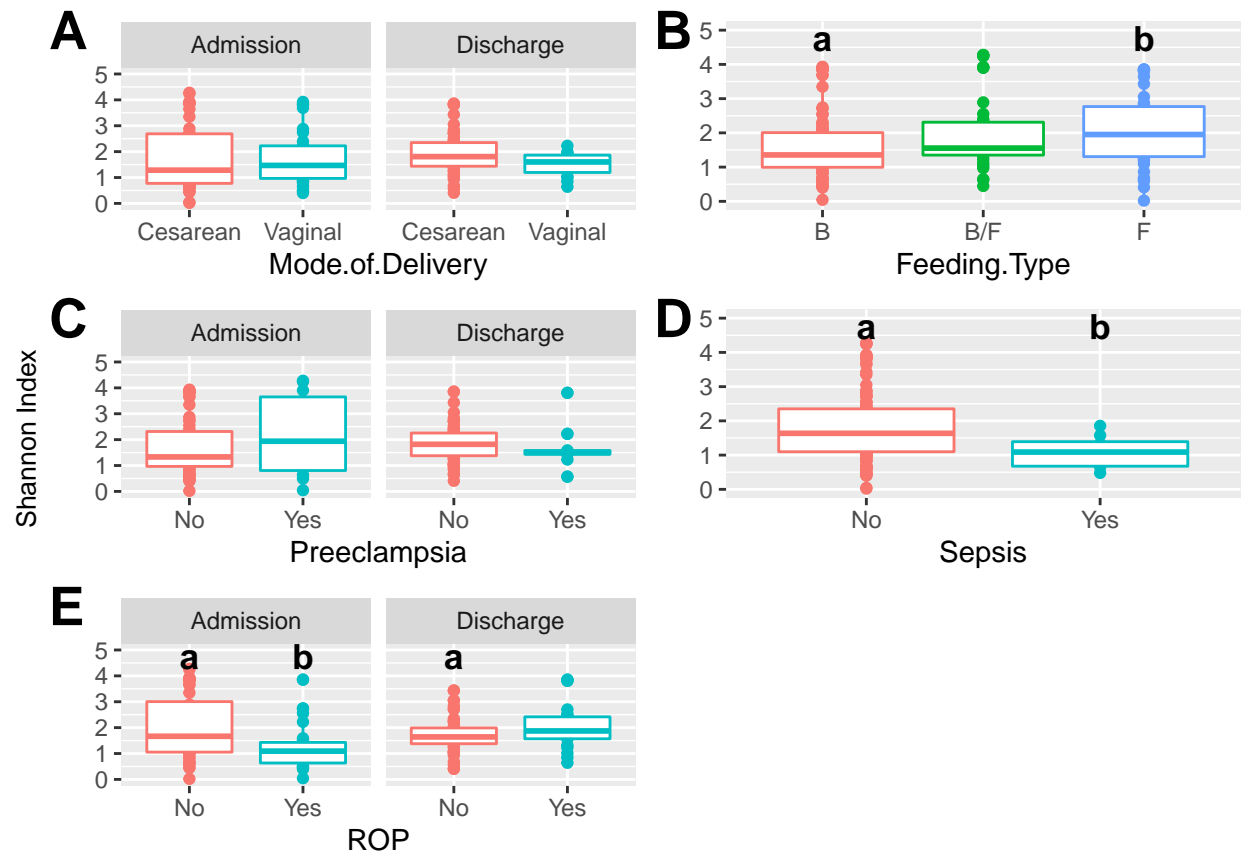 A
Admission Discharge
5
4
3
2
1
0
Cesarean Vaginal Cesarean Vaginal
Mode.of.Delivery
B
a b
5
4
3
2
1
0
B B/F F
Feeding.Type
Shannon Index
C
Admission Discharge
5
4
3
2
1
0
No Yes No Yes
Preeclampsia
D
a b
5
4
3
2
1
0
No Yes
Sepsis
E
Admission Discharge
a b a
5
4
3
2
1
0
No Yes No Yes
ROP